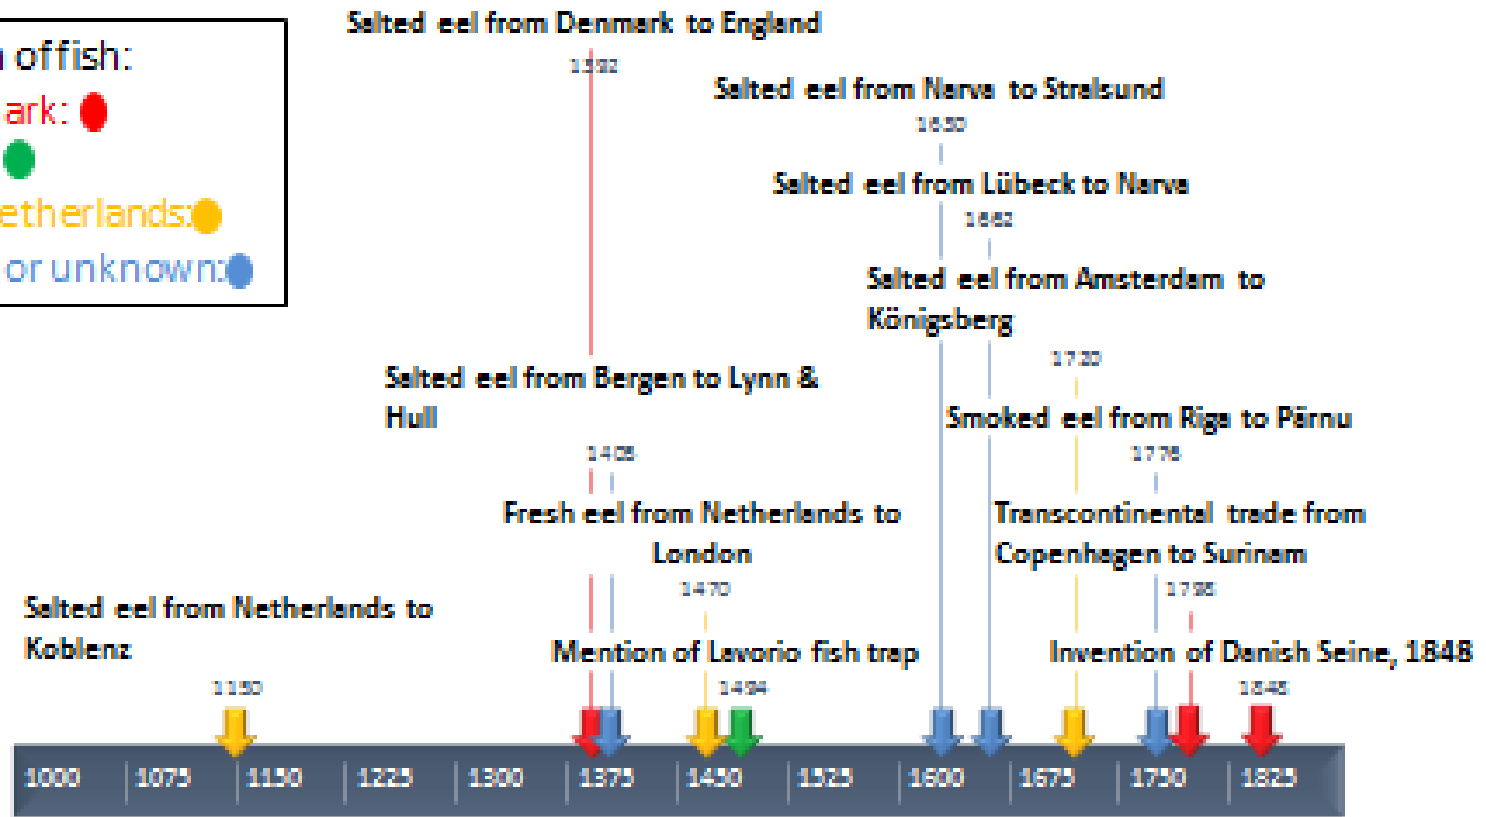 of fish:
ark:
etherlands:
or unknown:
Salted eel from Denmark to England
1392
Salted eel from Narva to Stralsund
1630
Salted eel from Lübeck to Narva
1662
Salted eel from Amsterdam to
Königsberg
1720
Salted eel from Bergen to Lynn &
Hull
1405
Smoked eel from Riga to Pärnu
Fresh eel from Netherlands to
London
1470
Transcontinental trade from
Copenhagen to Surinam
Salted eel from Netherlands to
Koblenz
1150
Mention of Lavorio fish trap
1494
Invention of Danish Seine, 1848
1848
1000 1075 1150 1225 1300 1375 1450 1525 1600 1675 1750 1825